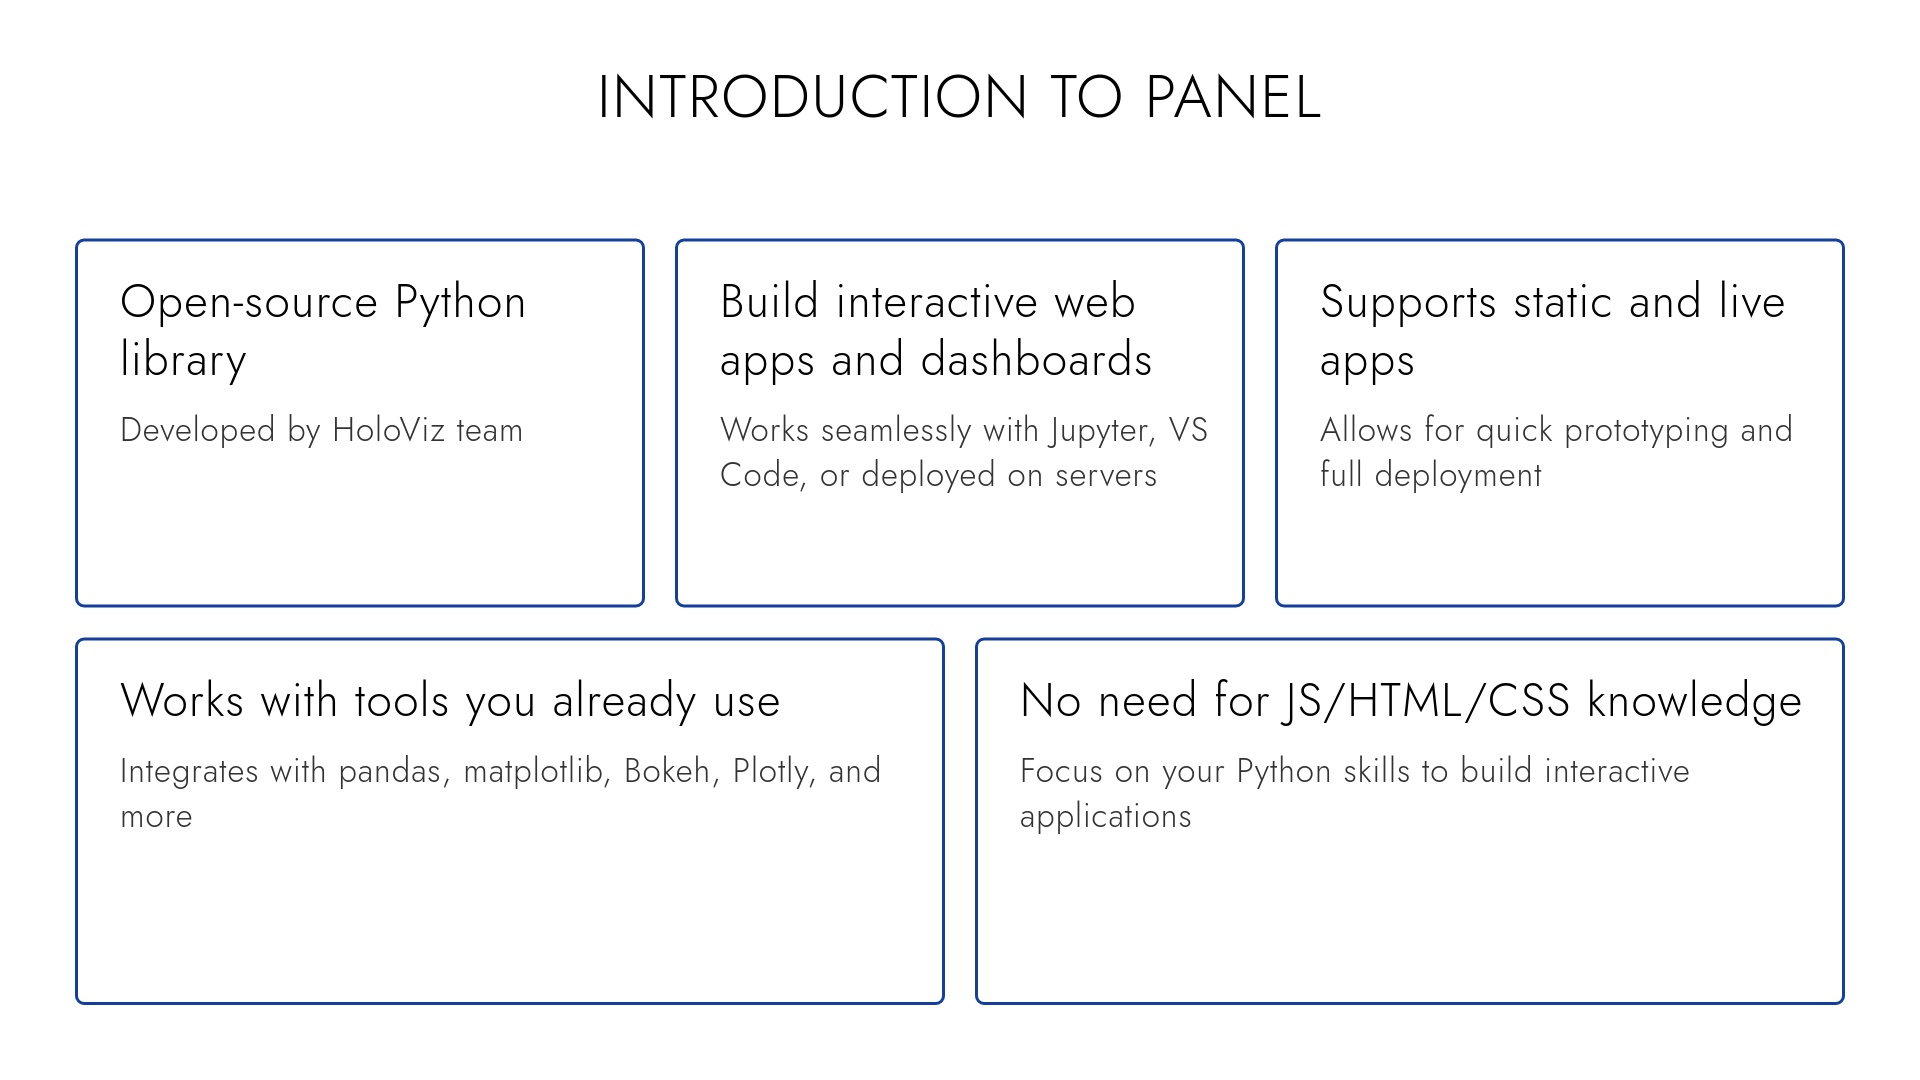 INTRODUCTION TO PANEL
Open-source Python
library
Developed by HoloViz team
Build interactive web
apps and dashboards
Works seamlessly with Jupyter, VS
Code, or deployed on servers
Supports static and live
apps
Allows for quick prototyping and
full deployment
Works with tools you already use
Integrates with pandas, matplotlib, Bokeh, Plotly, and
more
No need for JS/HTML/CSS knowledge
Focus on your Python skills to build interactive
applications